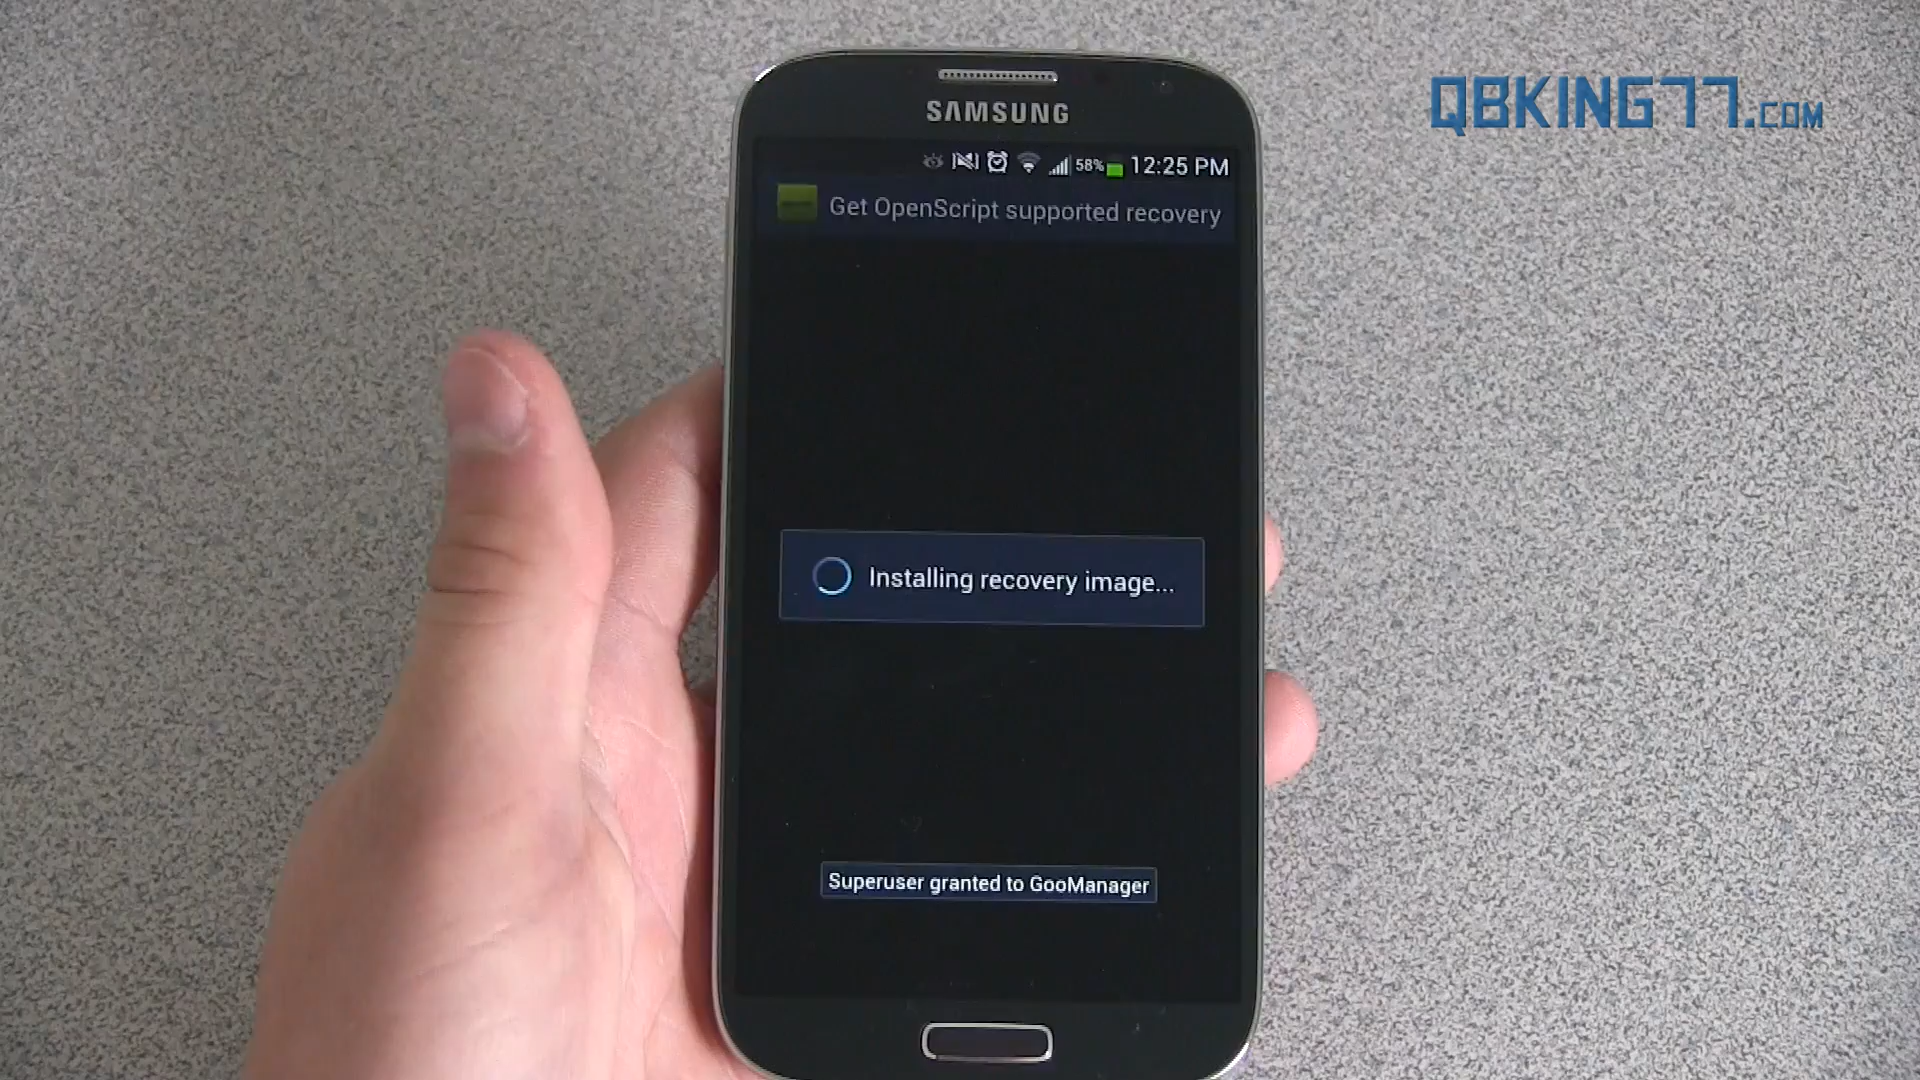 QBKING77.COM
SAMSUNG
58% 12:25 PM
Get OpenScript supported recovery
Installing recovery image...
Superuser granted to GooManager